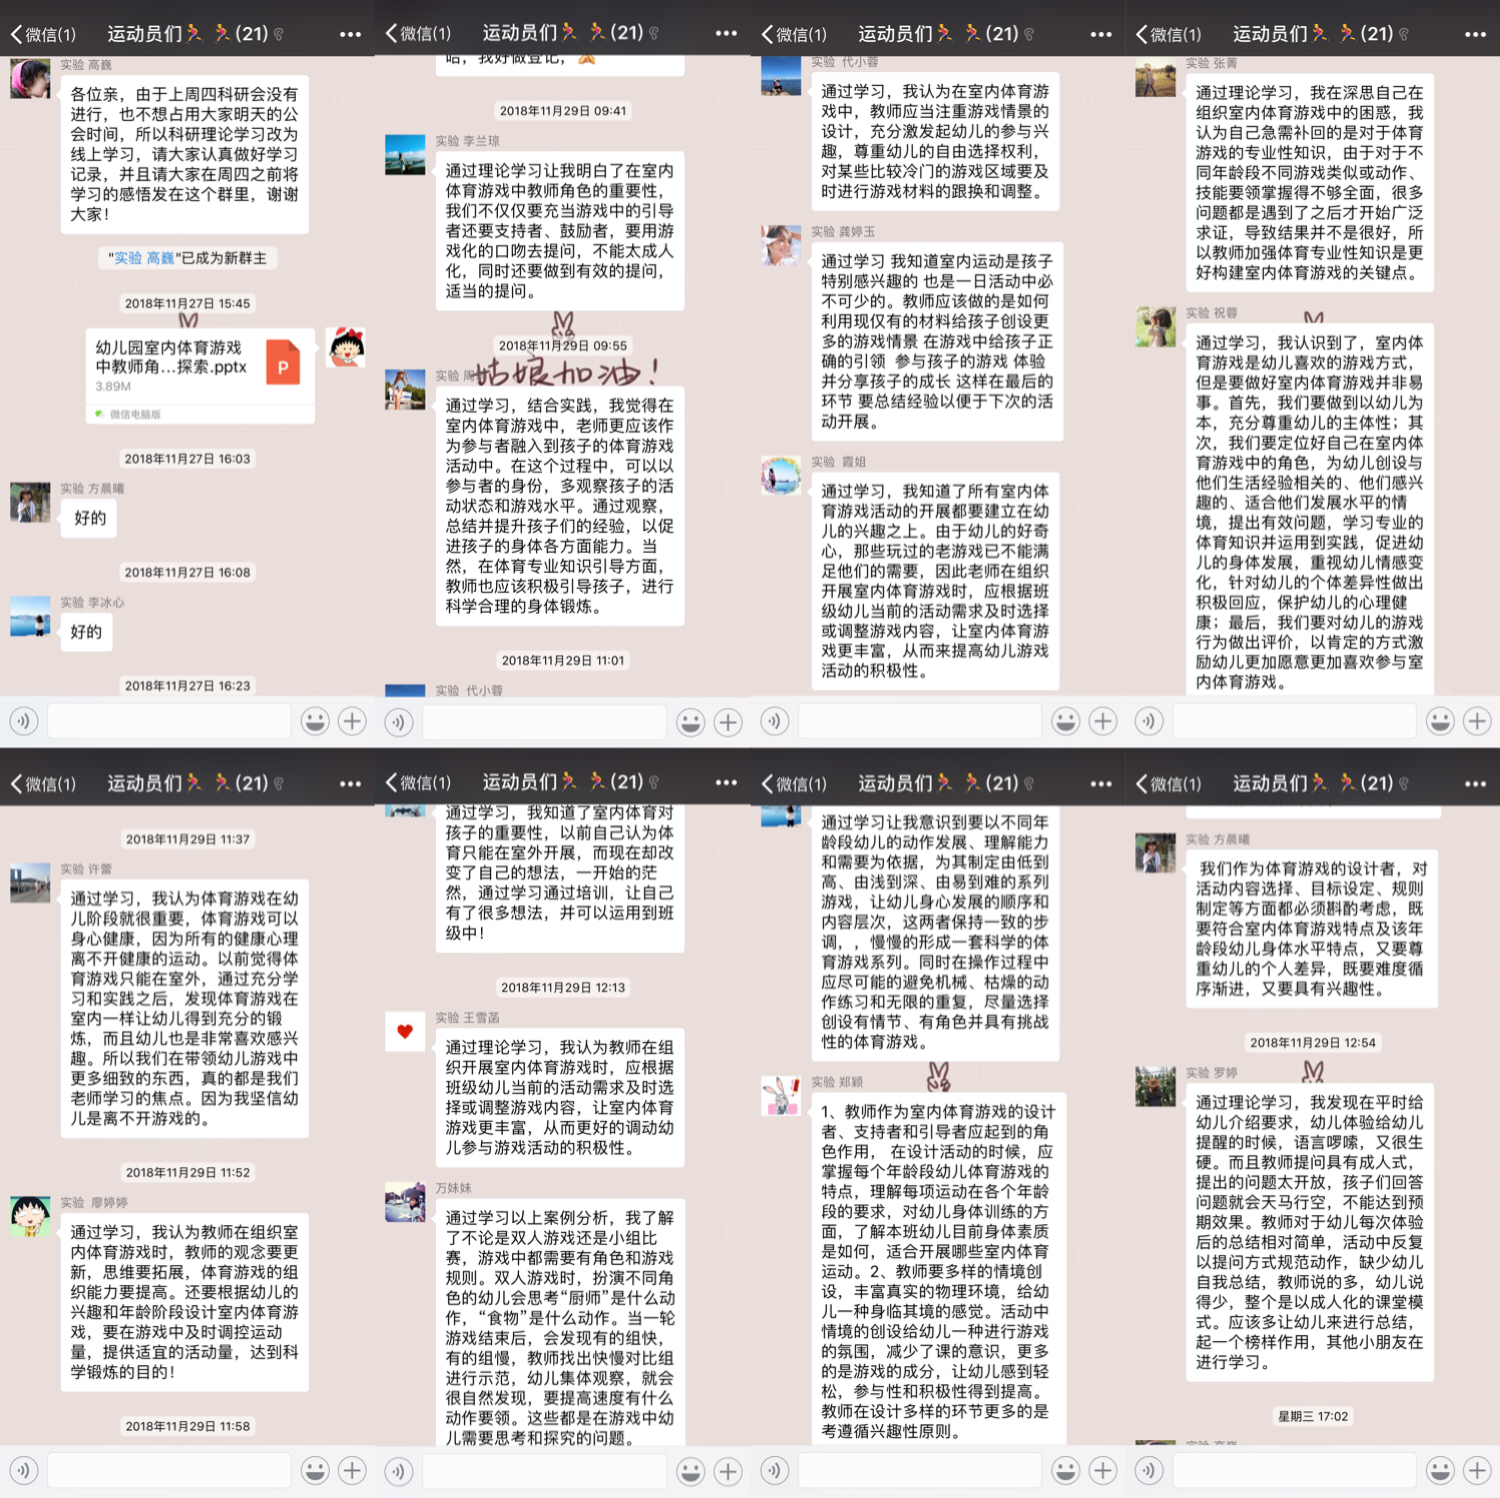 微信(1)
运动员们 (21)
实验 高巍
各位亲，由于上周四科研会没有
进行，也不想占用大家明天的公
会时间，所以科研理论学习改为
线上学习，请大家认真做好学习
记录，并且请大家在周四之前将
学习的感悟发在这个群里，谢谢
大家！
"实验 高巍"已成为新群主
2018年11月27日 15:45
幼儿园室内体育游戏
中教师角...探索.pptx
P
3.89M
微信电脑版
2018年11月27日 16:03
实验 方晨曦
好的
2018年11月27日 16:08
实验 李冰心
好的
2018年11月27日 16:23
微信(1)
运动员们 (21)
哈，我好做登记，
2018年11月29日 09:41
实验 李兰琼
通过理论学习让我明白了在室内
体育游戏中教师角色的重要性，
我们不仅仅要充当游戏中的引导
者还要支持者、鼓励者，要用游
戏化的口吻去提问，不能太成人
化，同时还要做到有效的提问，
适当的提问。
2018年11月29日 09:55
姑娘加油！
实验 周
通过学习，结合实践，我觉得在
室内体育游戏中，老师更应该作
为参与者融入到孩子的体育游戏
活动中。在这个过程中，可以以
参与者的身份，多观察孩子的活
动状态和游戏水平。通过观察，
总结并提升孩子们的经验，以促
进孩子的身体各方面能力。当
然，在体育专业知识引导方面，
教师也应该积极引导孩子，进行
科学合理的身体锻炼。
2018年11月29日 11:01
实验 代小蓉
微信(1)
运动员们 (21)
实验 代小蓉
通过学习，我认为在室内体育游
戏中，教师应当注重游戏情景的
设计，充分激发起幼儿的参与兴
趣，尊重幼儿的自由选择权利，
对某些比较冷门的游戏区域要及
时进行游戏材料的跟换和调整。
实验 龚婷玉
通过学习 我知道室内运动是孩子
特别感兴趣的 也是一日活动中必
不可少的。教师应该做的是如何
利用现仅有的材料给孩子创设更
多的游戏情景 在游戏中给孩子正
确的引领 参与孩子的游戏 体验
并分享孩子的成长 这样在最后的
环节 要总结经验以便于下次的活
动开展。
实验 霞姐
通过学习，我知道了所有室内体
育游戏活动的开展都要建立在幼
儿的兴趣之上。由于幼儿的好奇
心，那些玩过的老游戏已不能满
足他们的需要，因此老师在组织
开展室内体育游戏时，应根据班
级幼儿当前的活动需求及时选择
或调整游戏内容，让室内体育游
戏更丰富，从而来提高幼儿游戏
活动的积极性。
微信(1)
运动员们 (21)
实验 张菁
通过理论学习，我在深思自己在
组织室内体育游戏中的困惑，我
认为自己急需补回的是对于体育
游戏的专业性知识，由于对于不
同年龄段不同游戏类似或动作、
技能要领掌握得不够全面，很多
问题都是遇到了之后才开始广泛
求证，导致结果并不是很好，所
以教师加强体育专业性知识是更
好构建室内体育游戏的关键点。
实验 祝蓉
通过学习，我认识到了，室内体
育游戏是幼儿喜欢的游戏方式，
但是要做好室内体育游戏并非易
事。首先，我们要做到以幼儿为
本，充分尊重幼儿的主体性；其
次，我们要定位好自己在室内体
育游戏中的角色，为幼儿创设与
他们生活经验相关的、他们感兴
趣的、适合他们发展水平的情
境，提出有效问题，学习专业的
体育知识并运用到实践，促进幼
儿的身体发展，重视幼儿情感变
化，针对幼儿的个体差异性做出
积极回应，保护幼儿的心理健
康；最后，我们要对幼儿的游戏
行为做出评价，以肯定的方式激
励幼儿更加愿意更加喜欢参与室
内体育游戏。
微信(1)
运动员们 (21)
2018年11月29日 11:37
实验 许蕾
通过学习，我认为体育游戏在幼
儿阶段就很重要，体育游戏可以
身心健康，因为所有的健康心理
离不开健康的运动。以前觉得体
育游戏只能在室外，通过充分学
习和实践之后，发现体育游戏在
室内一样让幼儿得到充分的锻
炼，而且幼儿也是非常喜欢感兴
趣。所以我们在带领幼儿游戏中
更多细致的东西，真的都是我们
老师学习的焦点。因为我坚信幼
儿是离不开游戏的。
2018年11月29日 11:52
实验 廖婷婷
通过学习，我认为教师在组织室
内体育游戏时，教师的观念要更
新，思维要拓展，体育游戏的组
织能力要提高。还要根据幼儿的
兴趣和年龄阶段设计室内体育游
戏，要在游戏中及时调控运动
量，提供适宜的活动量，达到科
学锻炼的目的！
2018年11月29日 11:58
微信(1)
运动员们 (21)
通过学习，我知道了室内体育对
孩子的重要性，以前自己认为体
育只能在室外开展，而现在却改
变了自己的想法，一开始的茫
然，通过学习通过培训，让自己
有了很多想法，并可以运用到班
级中！
2018年11月29日 12:13
实验 王雪菡
通过理论学习，我认为教师在组
织开展室内体育游戏时，应根据
班级幼儿当前的活动需求及时选
择或调整游戏内容，让室内体育
游戏更丰富，从而更好的调动幼
儿参与游戏活动的积极性。
万妹妹
通过学习以上案例分析，我了解
了不论是双人游戏还是小组比
赛，游戏中都需要有角色和游戏
规则。双人游戏时，扮演不同角
色的幼儿会思考“厨师”是什么动
作，“食物”是什么动作。当一轮
游戏结束后，会发现有的组快，
有的组慢，教师找出快慢对比组
进行示范，幼儿集体观察，就会
很自然发现，要提高速度有什么
动作要领。这些都是在游戏中幼
儿需要思考和探究的问题。
微信(1)
运动员们 (21)
通过学习让我意识到要以不同年
龄段幼儿的动作发展、理解能力
和需要为依据，为其制定由低到
高、由浅到深、由易到难的系列
游戏，让幼儿身心发展的顺序和
内容层次，这两者保持一致的步
调，，慢慢的形成一套科学的体
育游戏系列。同时在操作过程中
应尽可能的避免机械、枯燥的动
作练习和无限的重复，尽量选择
创设有情节、有角色并具有挑战
性的体育游戏。
实验 郑颖
1、教师作为室内体育游戏的设计
者、支持者和引导者应起到的角
色作用， 在设计活动的时候，应
掌握每个年龄段幼儿体育游戏的
特点，理解每项运动在各个年龄
段的要求，对幼儿身体训练的方
面，了解本班幼儿目前身体素质
是如何，适合开展哪些室内体育
运动。2、教师要多样的情境创
设，丰富真实的物理环境，给幼
儿一种身临其境的感觉。活动中
情境的创设给幼儿一种进行游戏
的氛围，减少了课的意识，更多
的是游戏的成分，让幼儿感到轻
松，参与性和积极性得到提高。
教师在设计多样的环节更多的是
考遵循兴趣性原则。
微信(1)
运动员们 (21)
实验 方晨曦
我们作为体育游戏的设计者，对
活动内容选择、目标设定、规则
制定等方面都必须斟酌考虑，既
要符合室内体育游戏特点及该年
龄段幼儿身体水平特点，又要尊
重幼儿的个人差异，既要难度循
序渐进，又要具有兴趣性。
2018年11月29日 12:54
实验 罗婷
通过理论学习，我发现在平时给
幼儿介绍要求，幼儿体验给幼儿
提醒的时候，语言啰嗦，又很生
硬。而且教师提问具有成人式，
提出的问题太开放，孩子们回答
问题就会天马行空，不能达到预
期效果。教师对于幼儿每次体验
后的总结相对简单，活动中反复
以提问方式规范动作，缺少幼儿
自我总结，教师说的多，幼儿说
得少，整个是以成人化的课堂模
式。应该多让幼儿来进行总结，
起一个榜样作用，其他小朋友在
进行学习。
星期三 17:02